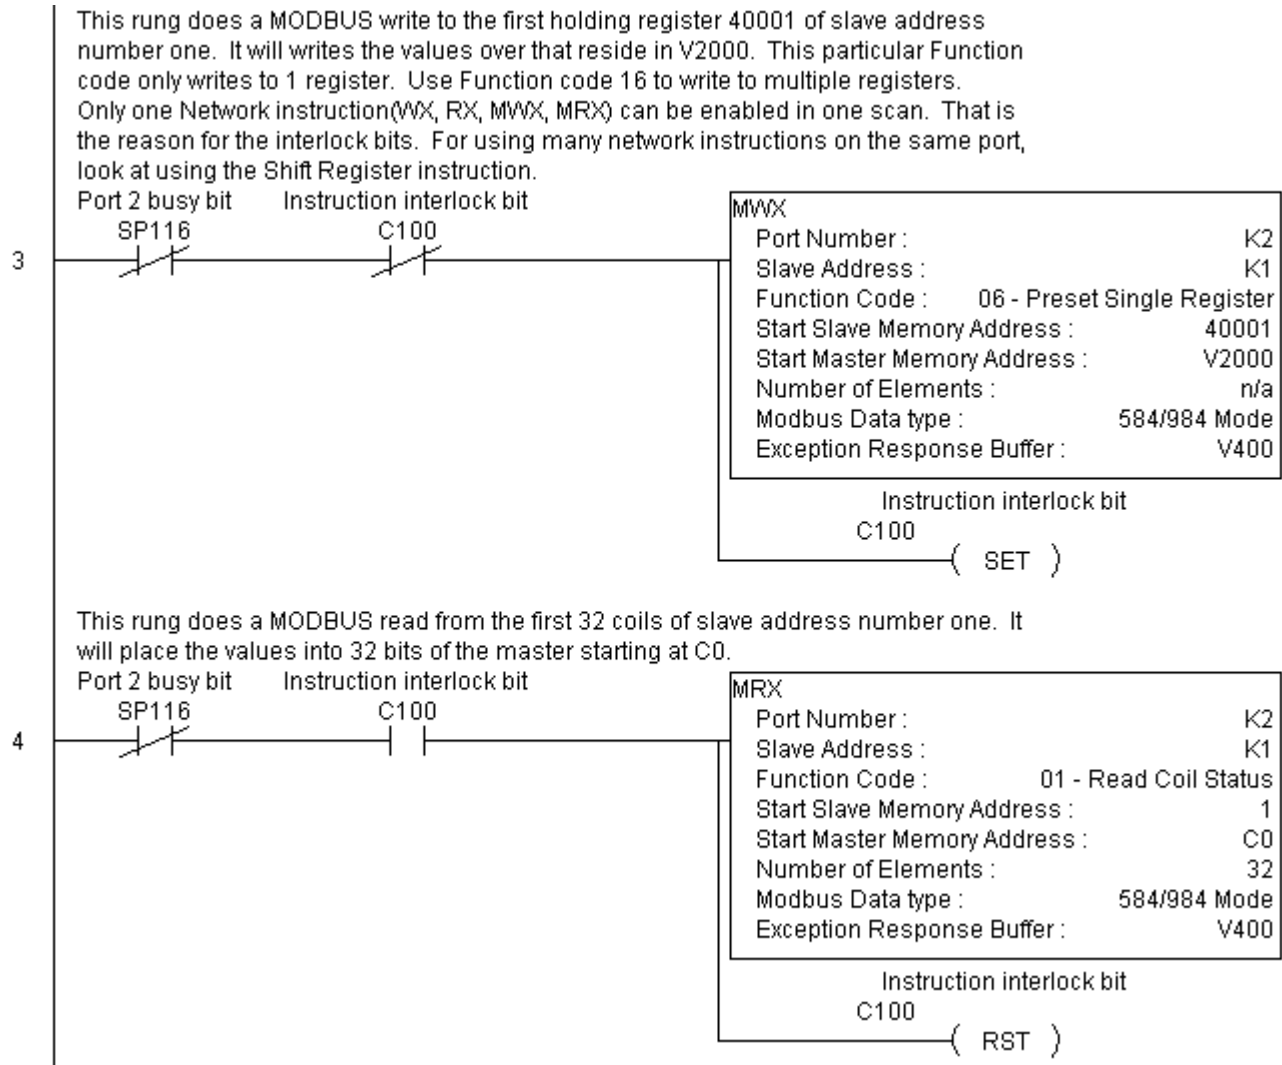 This rung does a MODBUS write to the first holding register 40001 of slave address
number one.  It will writes the values over that reside in V2000.  This particular Function
code only writes to 1 register.  Use Function code 16 to write to multiple registers.
Only one Network instruction(WX, RX, MWX, MRX) can be enabled in one scan.  That is
the reason for the interlock bits.  For using many network instructions on the same port,
look at using the Shift Register instruction.
Port 2 busy bit Instruction interlock bit
SP116 C100
3
MWX
Port Number : K2
Slave Address : K1
Function Code : 06 - Preset Single Register
Start Slave Memory Address : 40001
Start Master Memory Address : V2000
Number of Elements : n/a
Modbus Data type : 584/984 Mode
Exception Response Buffer : V400
Instruction interlock bit
C100
( SET )
This rung does a MODBUS read from the first 32 coils of slave address number one.  It
will place the values into 32 bits of the master starting at C0.
Port 2 busy bit Instruction interlock bit
SP116 C100
4
MRX
Port Number : K2
Slave Address : K1
Function Code : 01 - Read Coil Status
Start Slave Memory Address : 1
Start Master Memory Address : C0
Number of Elements : 32
Modbus Data type : 584/984 Mode
Exception Response Buffer : V400
Instruction interlock bit
C100
( RST )